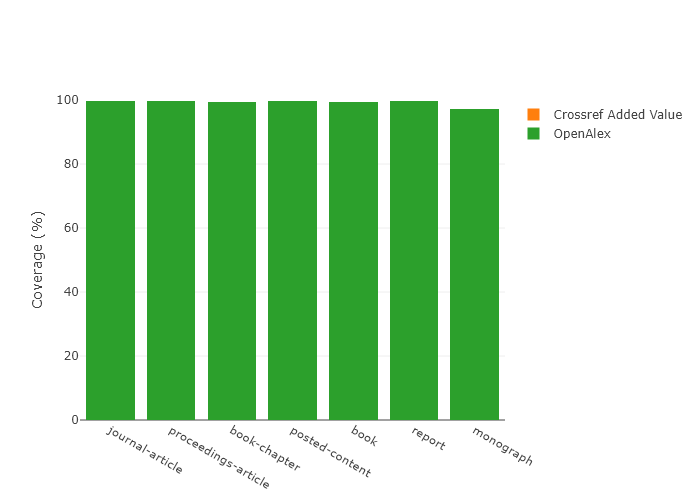 100
80
60
40
20
0
Coverage (%)
journal-article
proceedings-article
book-chapter
posted-content
book
report
monograph
Crossref Added Value
OpenAlex